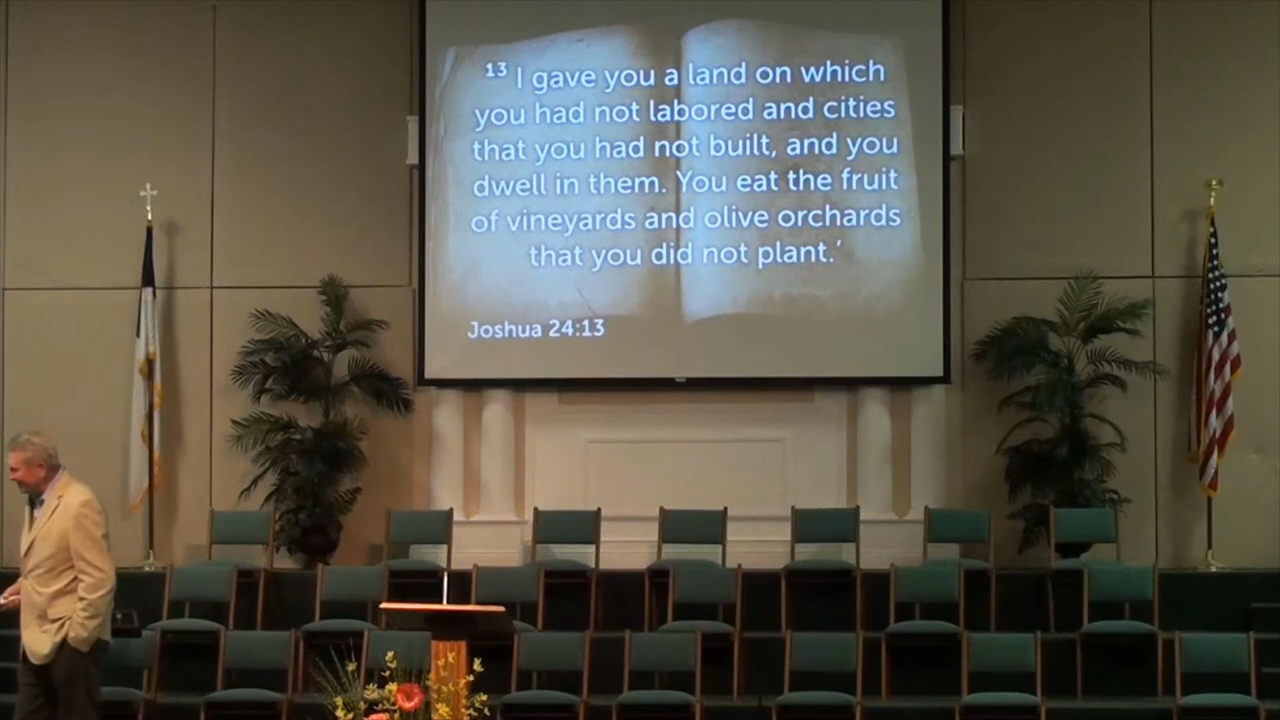 13 I gave you a land on which
you had not labored and cities
that you had not built, and you
dwell in them. You eat the fruit
of vineyards and olive orchards
that you did not plant.’
Joshua 24:13